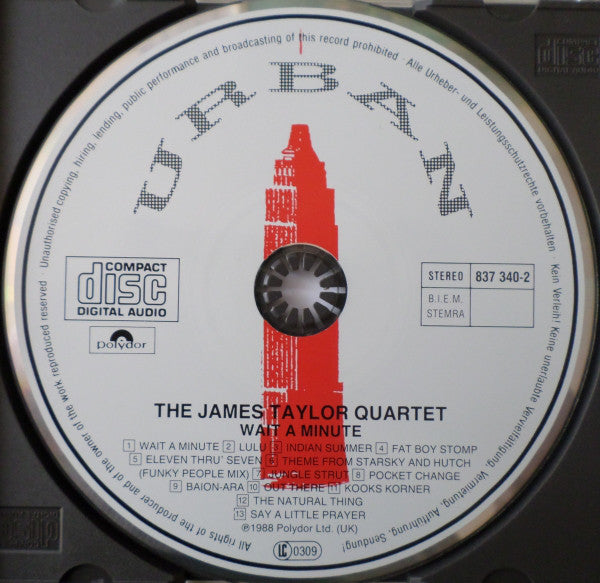 All rights of the producer and of the owner of the work reproduced reserved · Unauthorised copying, hiring, lending, public performance and broadcasting of this record prohibited · Alle Urheber- und Leistungsschutzrechte vorbehalten · Kein Verleih! Keine unerlaubte Vervielfältigung, Vermietung, Aufführung, Sendung!
URBAN
COMPACT
disc
DIGITAL AUDIO
polydor
STEREO 837 340-2
B.I.E.M.
STEMRA
THE JAMES TAYLOR QUARTET
WAIT A MINUTE
1 WAIT A MINUTE 2 LULU 3 INDIAN SUMMER 4 FAT BOY STOMP
5 ELEVEN THRU' SEVEN 6 THEME FROM STARSKY AND HUTCH
(FUNKY PEOPLE MIX) 7 JUNGLE STRUT 8 POCKET CHANGE
9 BAION-ARA 10 OUT THERE 11 KOOKS KORNER
12 THE NATURAL THING
13 SAY A LITTLE PRAYER
℗1988 Polydor Ltd. (UK)
LC 0309
COMPACT
disc
DIGITAL AUDIO